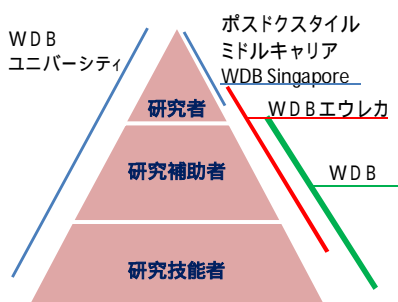 WDB
ユニバーシティ
ポスドクスタイル
ミドルキャリア
WDB Singapore
WDBエウレカ
WDB
研究者
研究補助者
研究技能者